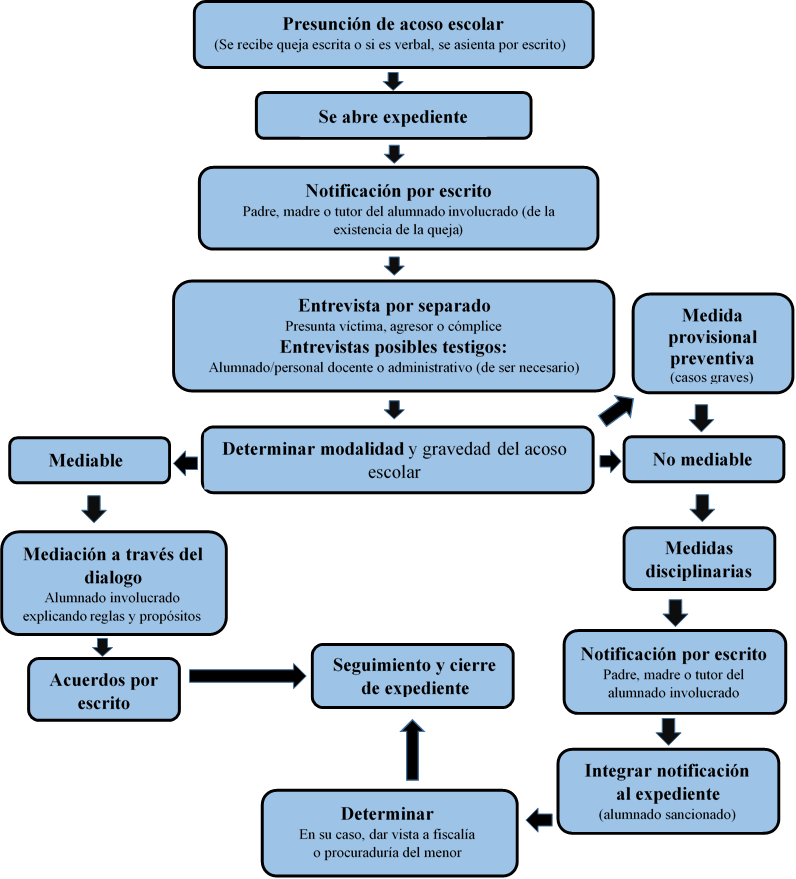 Presunción de acoso escolar
(Se recibe queja escrita o si es verbal, se asienta por escrito)
Se abre expediente
Notificación por escrito
Padre, madre o tutor del alumnado involucrado (de la
existencia de la queja)
Entrevista por separado
Presunta víctima, agresor o cómplice
Entrevistas posibles testigos:
Alumnado/personal docente o administrativo (de ser necesario)
Medida
provisional
preventiva
(casos graves)
Determinar modalidad y gravedad del acoso
escolar
Mediable
No mediable
Mediación a través del
dialogo
Alumnado involucrado
explicando reglas y propósitos
Medidas
disciplinarias
Acuerdos por
escrito
Seguimiento y cierre
de expediente
Notificación por escrito
Padre, madre o tutor del
alumnado involucrado
Integrar notificación
al expediente
(alumnado sancionado)
Determinar
En su caso, dar vista a fiscalía
o procuraduría del menor